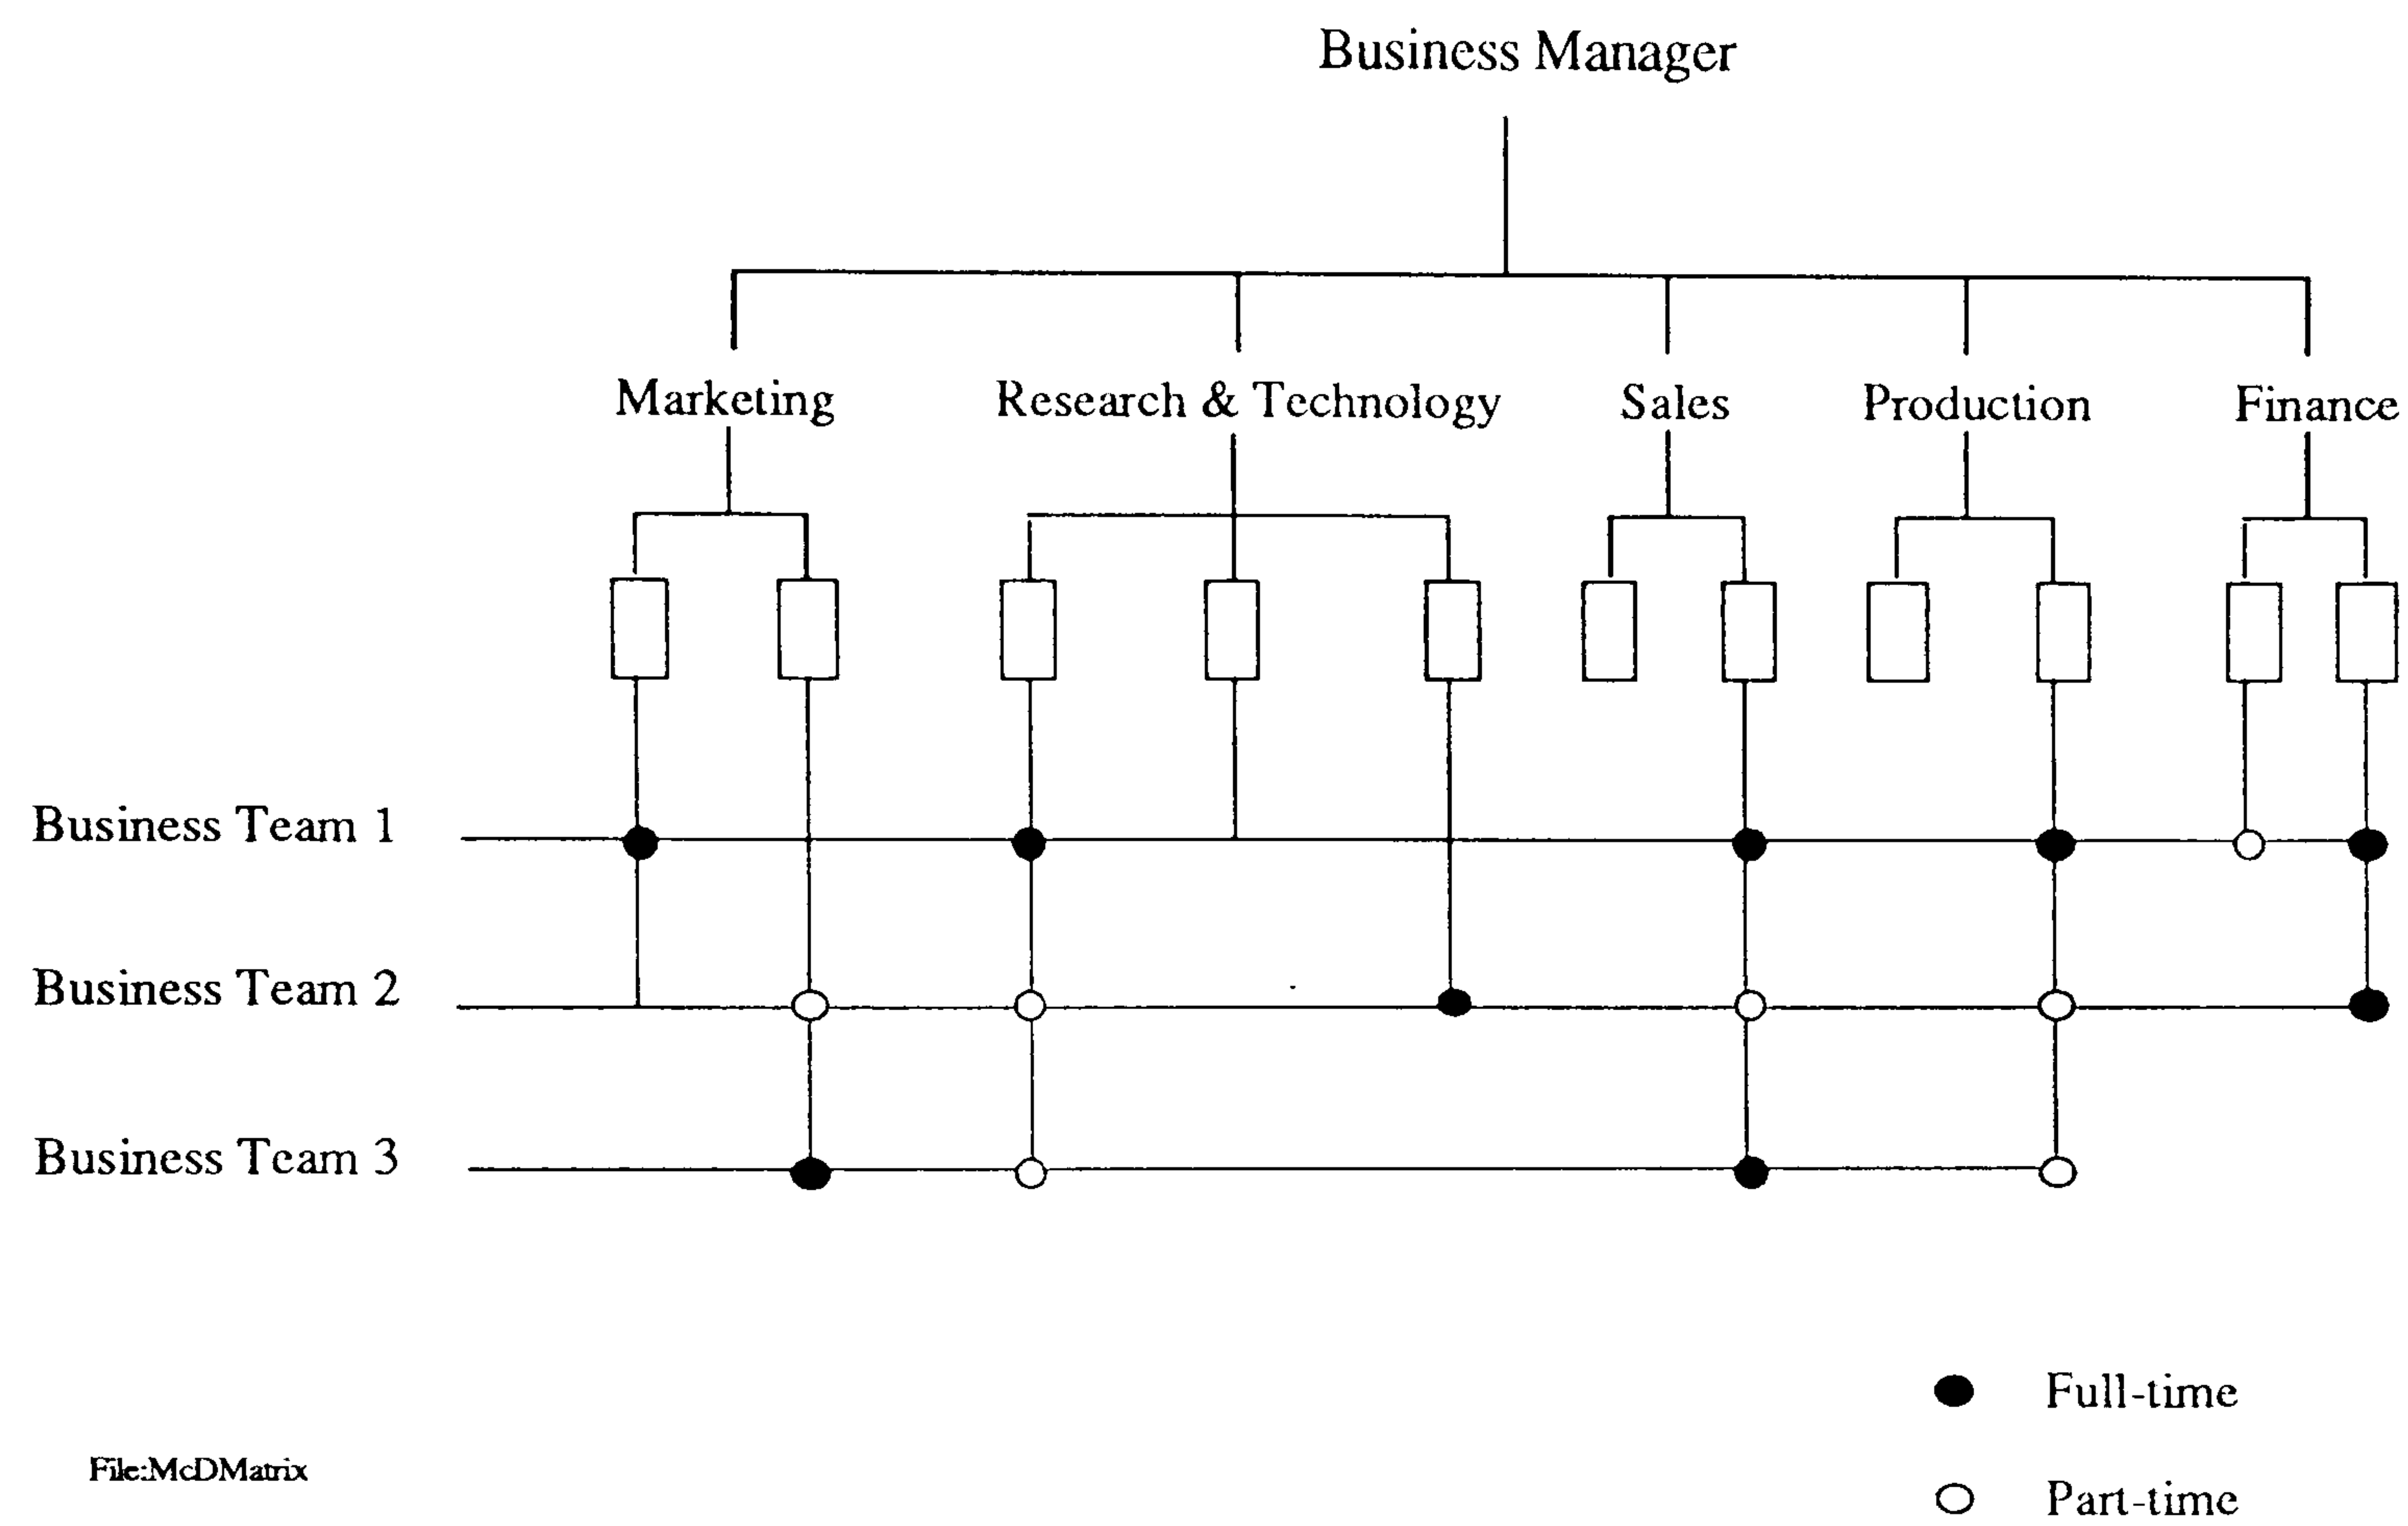 Business Manager
Marketing Research & Technology Sales Production Finance
Business Team 1
Business Team 2
Business Team 3
Full-time
File:McDMatrix
Part-time